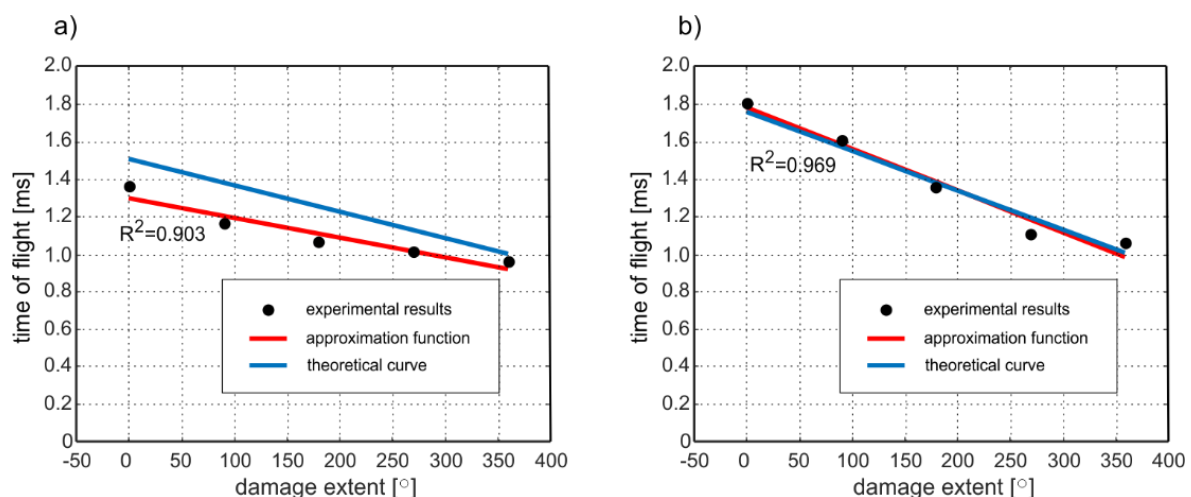 a)
2.0
1.8
1.6
1.4
1.2
1.0
0.8
0.6
0.4
0.2
0
time of flight [ms]
R²=0.903
experimental results
approximation function
theoretical curve
-50 0 50 100 150 200 250 300 350 400
damage extent [°]
b)
2.0
1.8
1.6
1.4
1.2
1.0
0.8
0.6
0.4
0.2
0
time of flight [ms]
R²=0.969
experimental results
approximation function
theoretical curve
-50 0 50 100 150 200 250 300 350 400
damage extent [°]